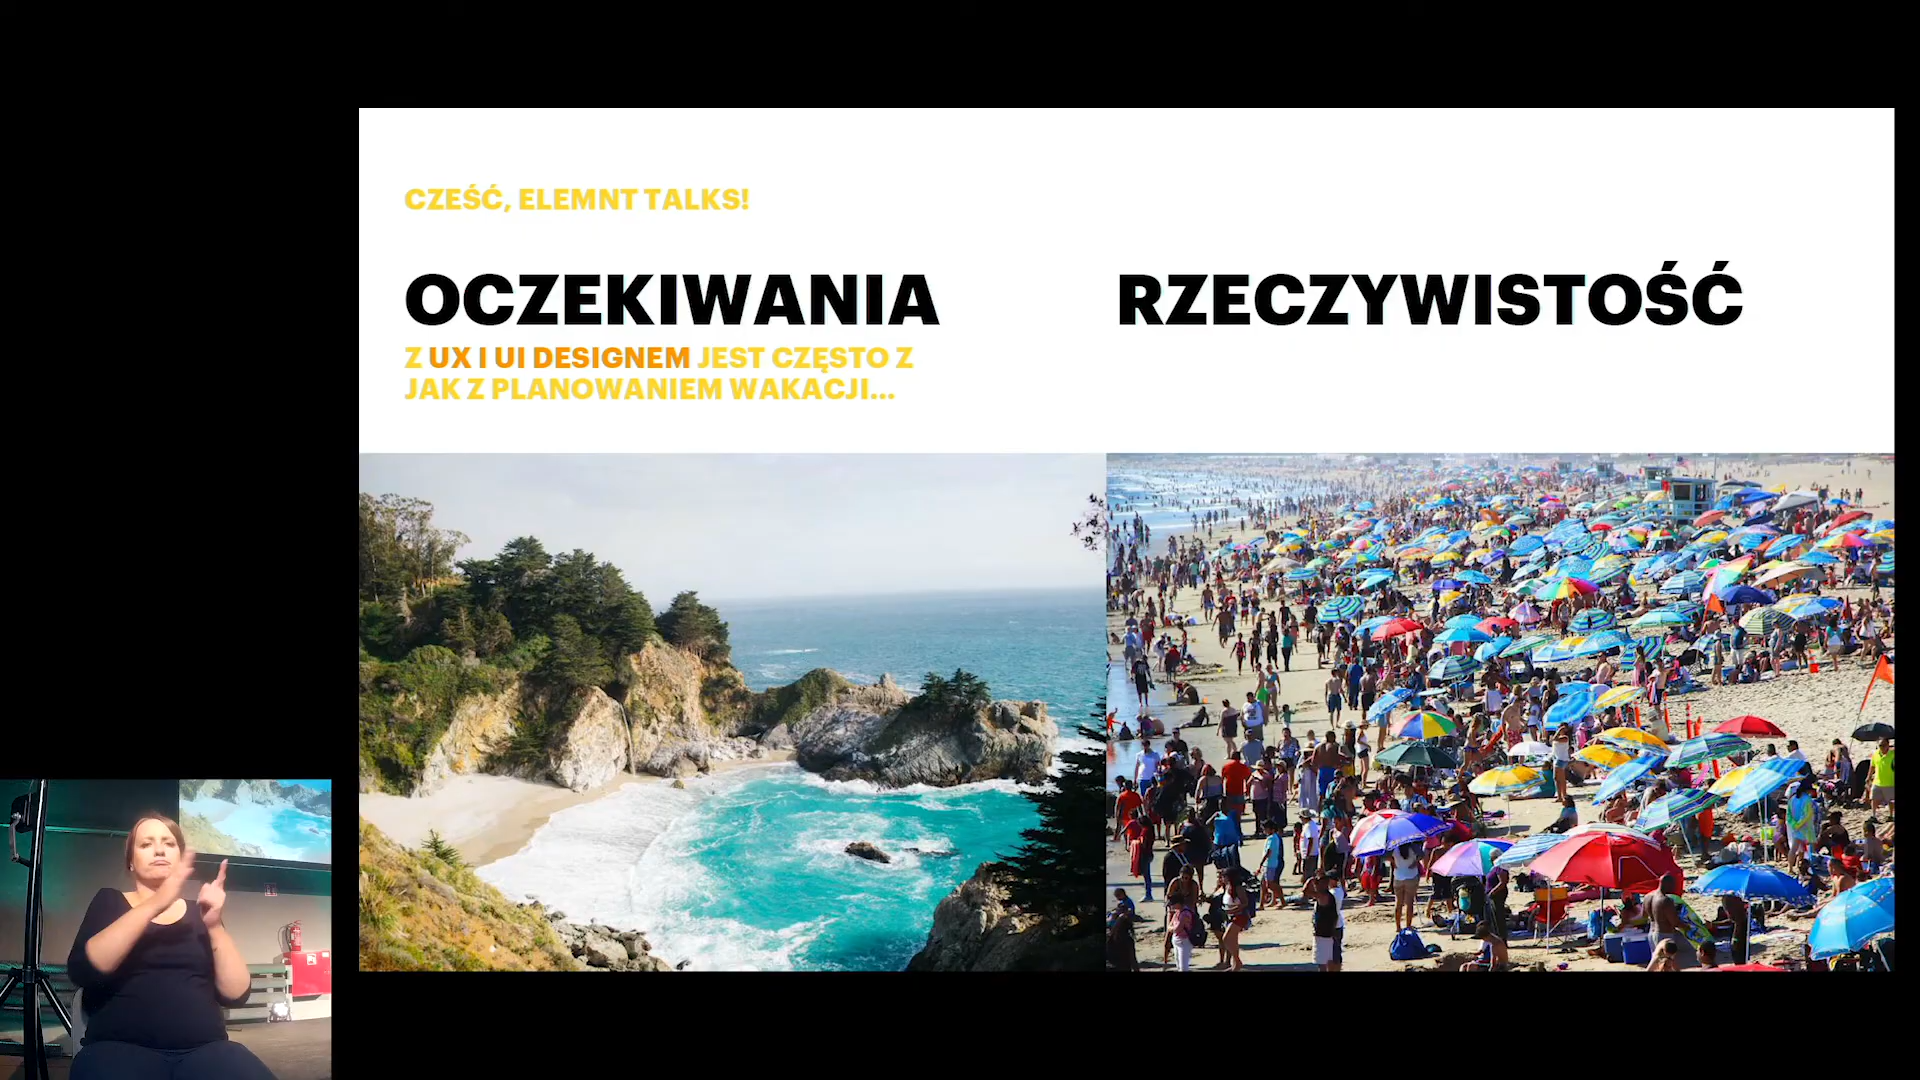 CZEŚĆ, ELEMNT TALKS!
OCZEKIWANIA
RZECZYWISTOŚĆ
Z UX I UI DESIGNEM JEST CZĘSTO Z
JAK Z PLANOWANIEM WAKACJI...